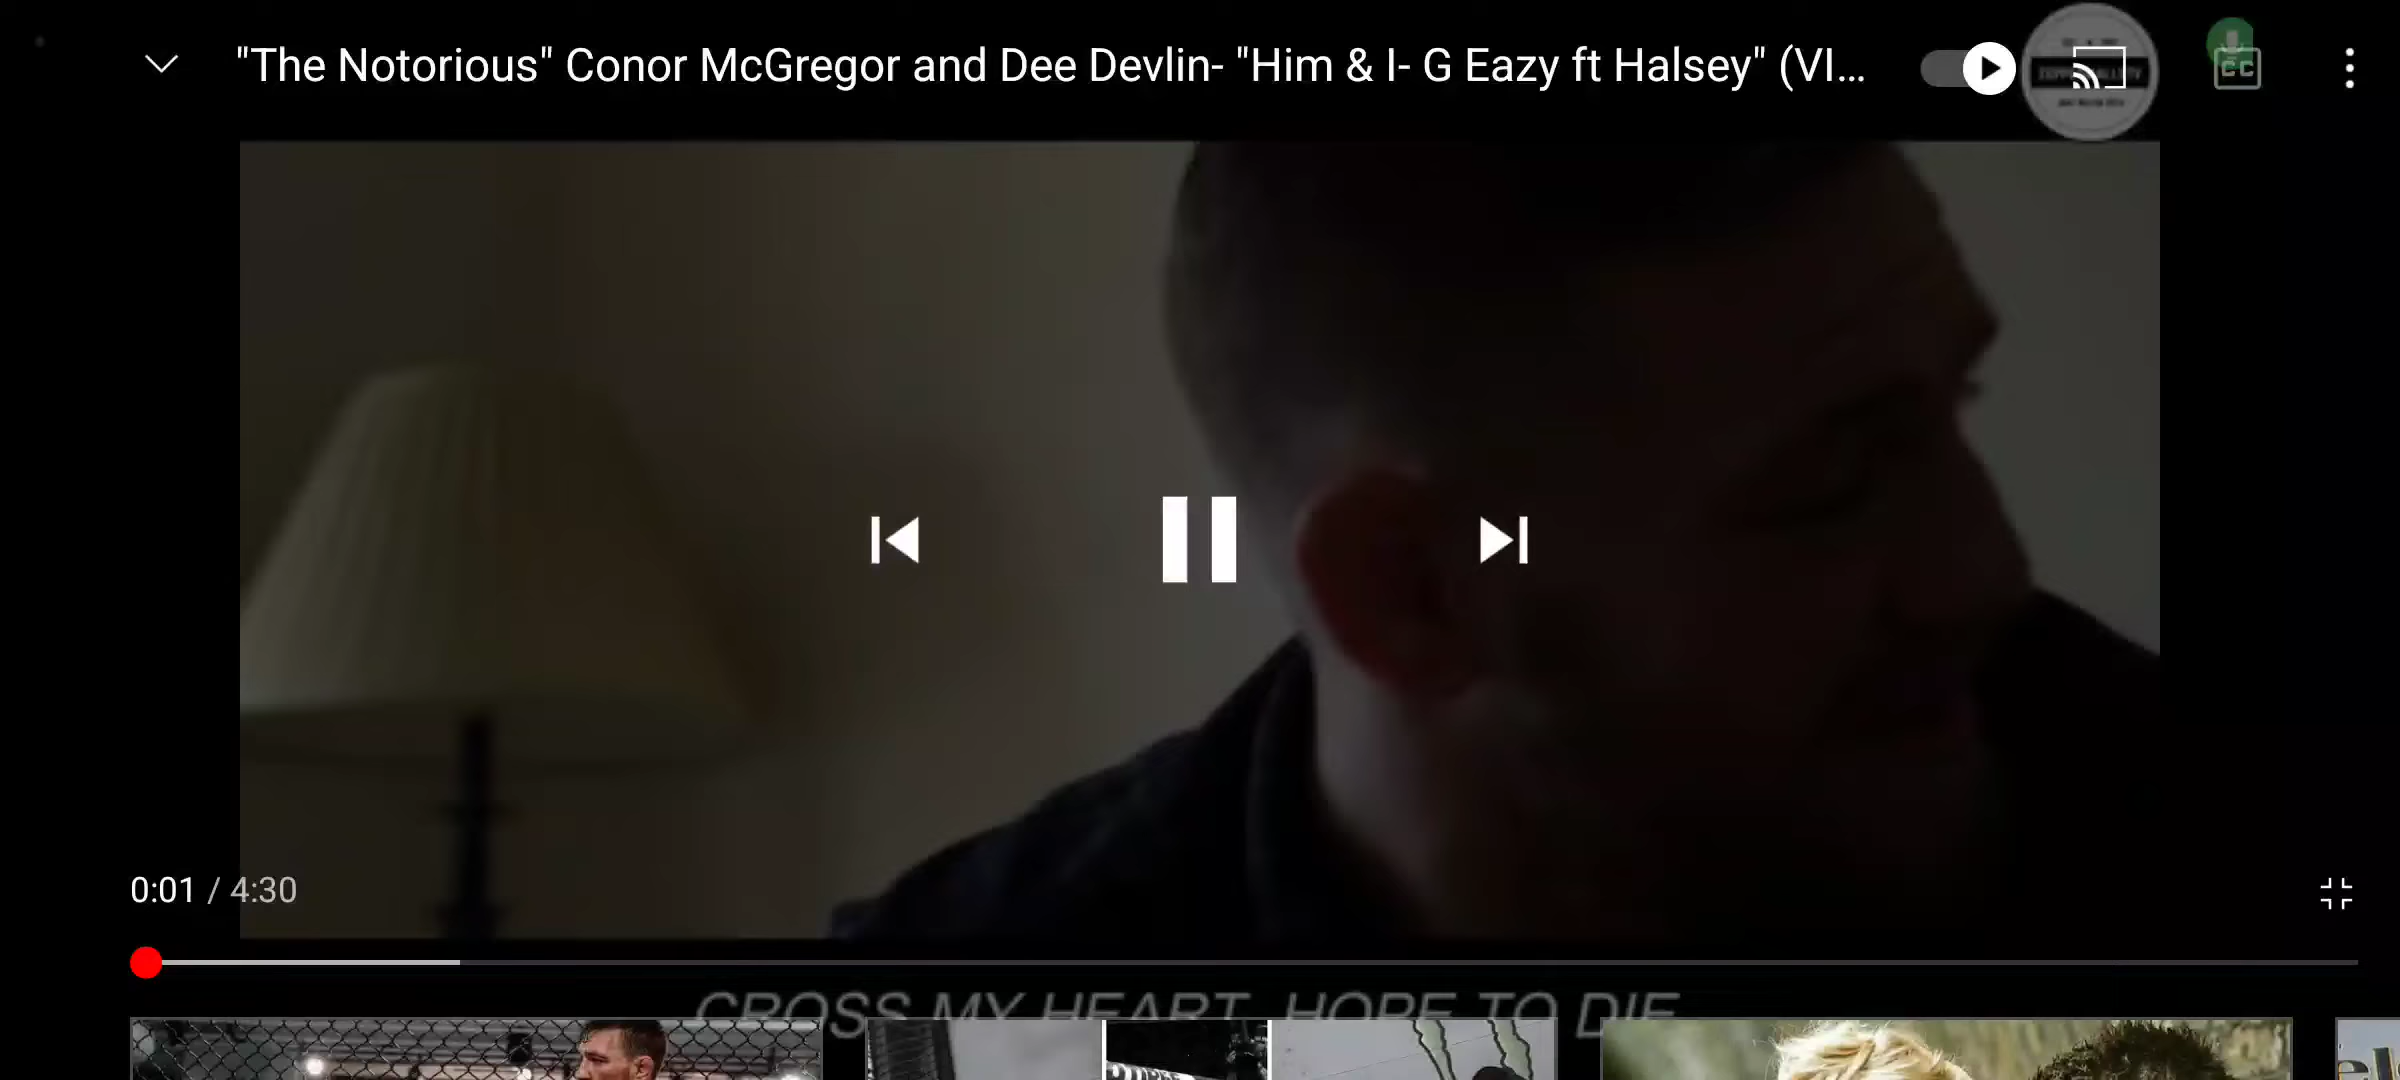 "The Notorious" Conor McGregor and Dee Devlin- "Him & I- G Eazy ft Halsey" (VI...
CC
0:01 / 4:30
CROSS MY HEART, HOPE TO DIE